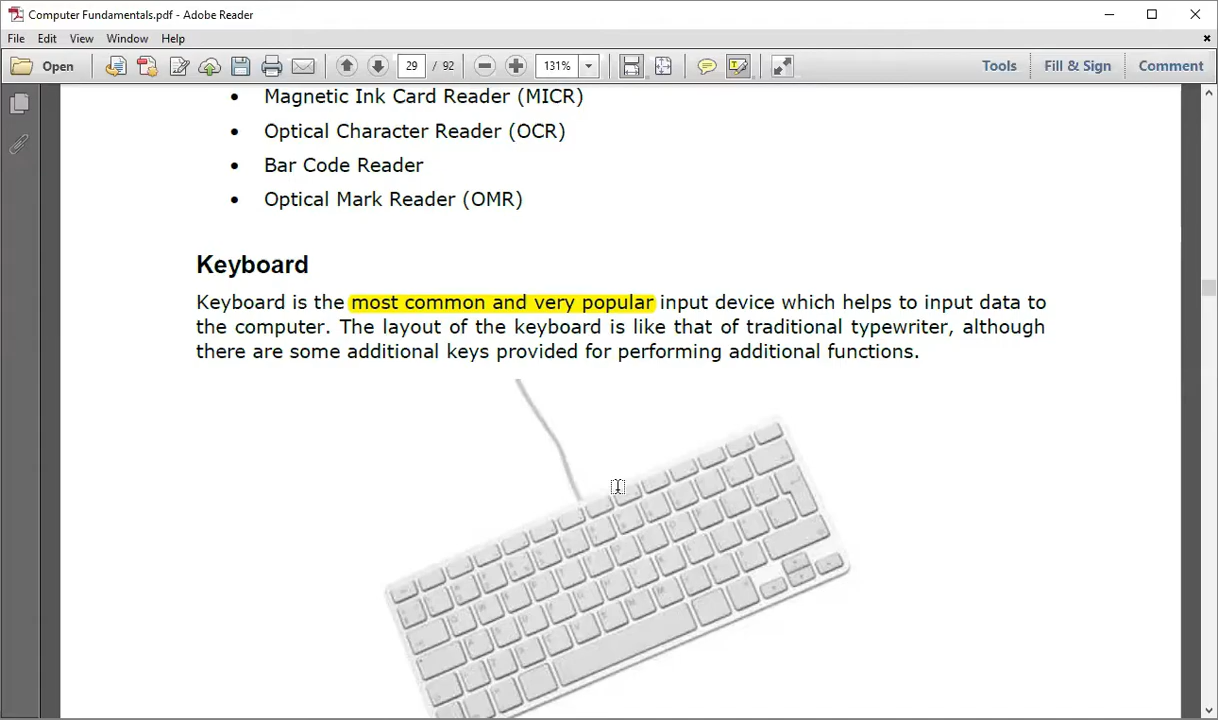 Computer Fundamentals.pdf - Adobe Reader
File Edit View Window Help
Open 29 / 92 131% Tools Fill & Sign Comment
• Magnetic Ink Card Reader (MICR)
• Optical Character Reader (OCR)
• Bar Code Reader
• Optical Mark Reader (OMR)
Keyboard
Keyboard is the most common and very popular input device which helps to input data to
the computer. The layout of the keyboard is like that of traditional typewriter, although
there are some additional keys provided for performing additional functions.